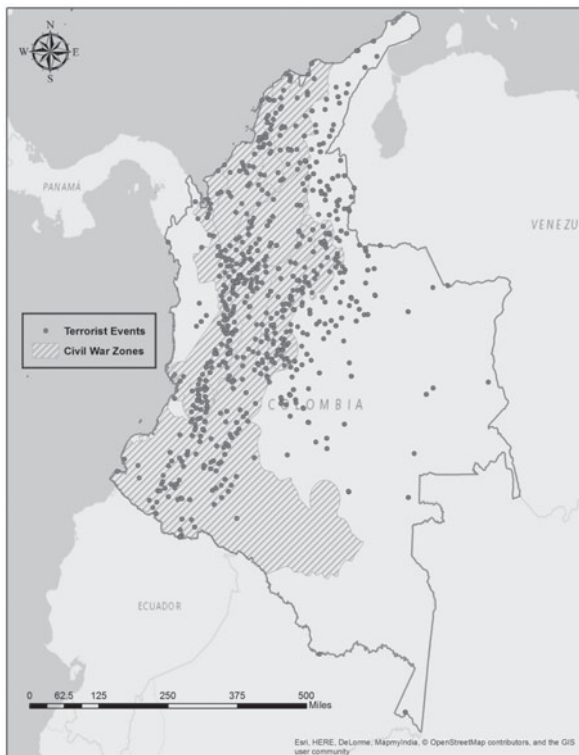 N
W E
S
PANAMÁ
VENEZU
Terrorist Events
Civil War Zones
COLOMBIA
ECUADOR
0 62.5 125 250 375 500
Miles
Esri, HERE, DeLorme, MapmyIndia, © OpenStreetMap contributors, and the GIS
user community